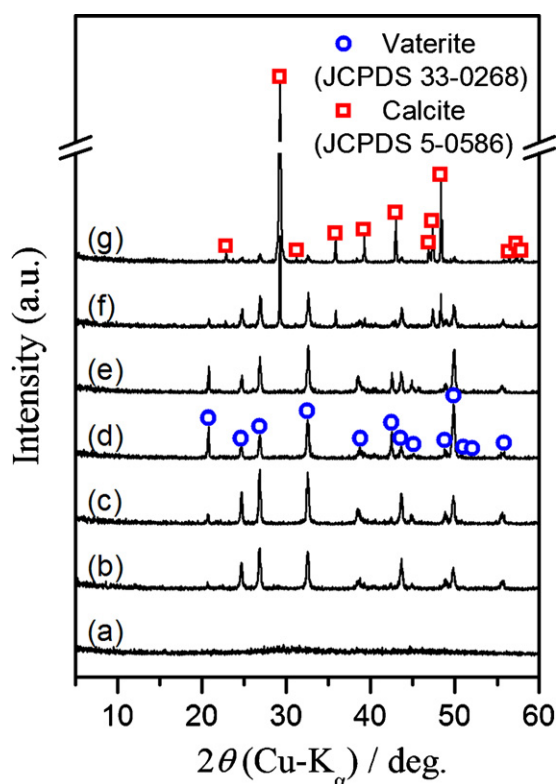 Vaterite
(JCPDS 33-0268)
Calcite
(JCPDS 5-0586)
(g)
(f)
(e)
(d)
(c)
(b)
(a)
Intensity (a.u.)
10 20 30 40 50 60
2θ (Cu-Kα) / deg.